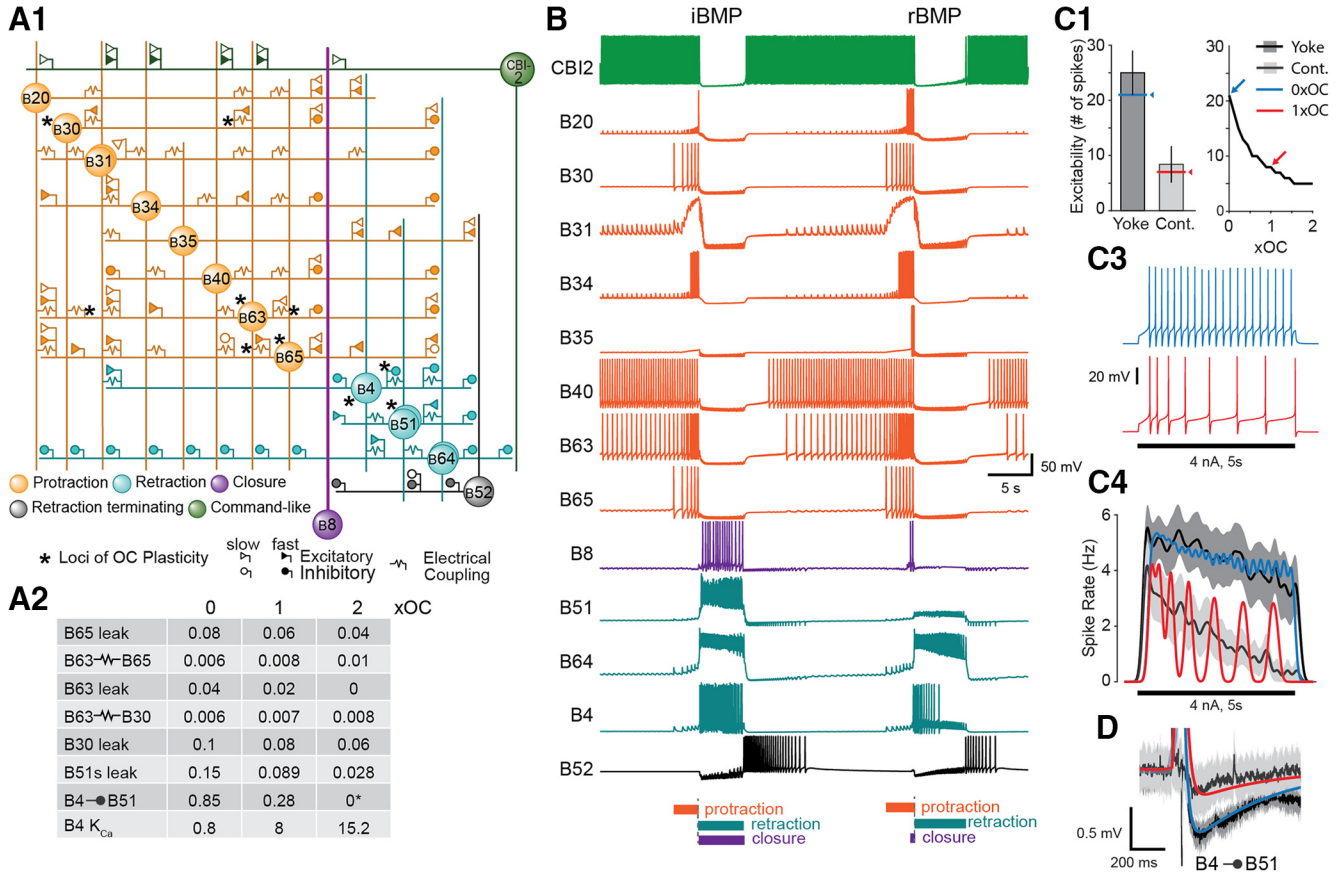 A1
CBI-
2
B20
B30
*
*
B31
B34
B35
B40
B63
*
*
*
B65
*
*
B4
*
*
B51
*
B64
B52
B8
Protraction
Retraction
Closure
Retraction terminating
Command-like
* Loci of OC Plasticity
slow
fast
Excitatory
Inhibitory
Electrical
Coupling
A2
0 1 2 xOC
B65 leak 0.08 0.06 0.04
B63 B65 0.006 0.008 0.01
B63 leak 0.04 0.02 0
B63 B30 0.006 0.007 0.008
B30 leak 0.1 0.08 0.06
B51s leak 0.15 0.089 0.028
B4 B51 0.85 0.28 0*
B4 KCa 0.8 8 15.2
B
iBMP rBMP
CBI2
B20
B30
B31
B34
B35
B40
B63
50 mV
5 s
B65
B8
B51
B64
B4
B52
protraction
retraction
closure
protraction
retraction
closure
C1
Excitability (# of spikes)
30
20
10
0
Yoke Cont.
30
20
10
0
0 1 2
xOC
Yoke
Cont.
0xOC
1xOC
C3
20 mV
4 nA, 5s
C4
Spike Rate (Hz)
6
4
2
0
4 nA, 5s
D
0.5 mV
200 ms
B4 B51